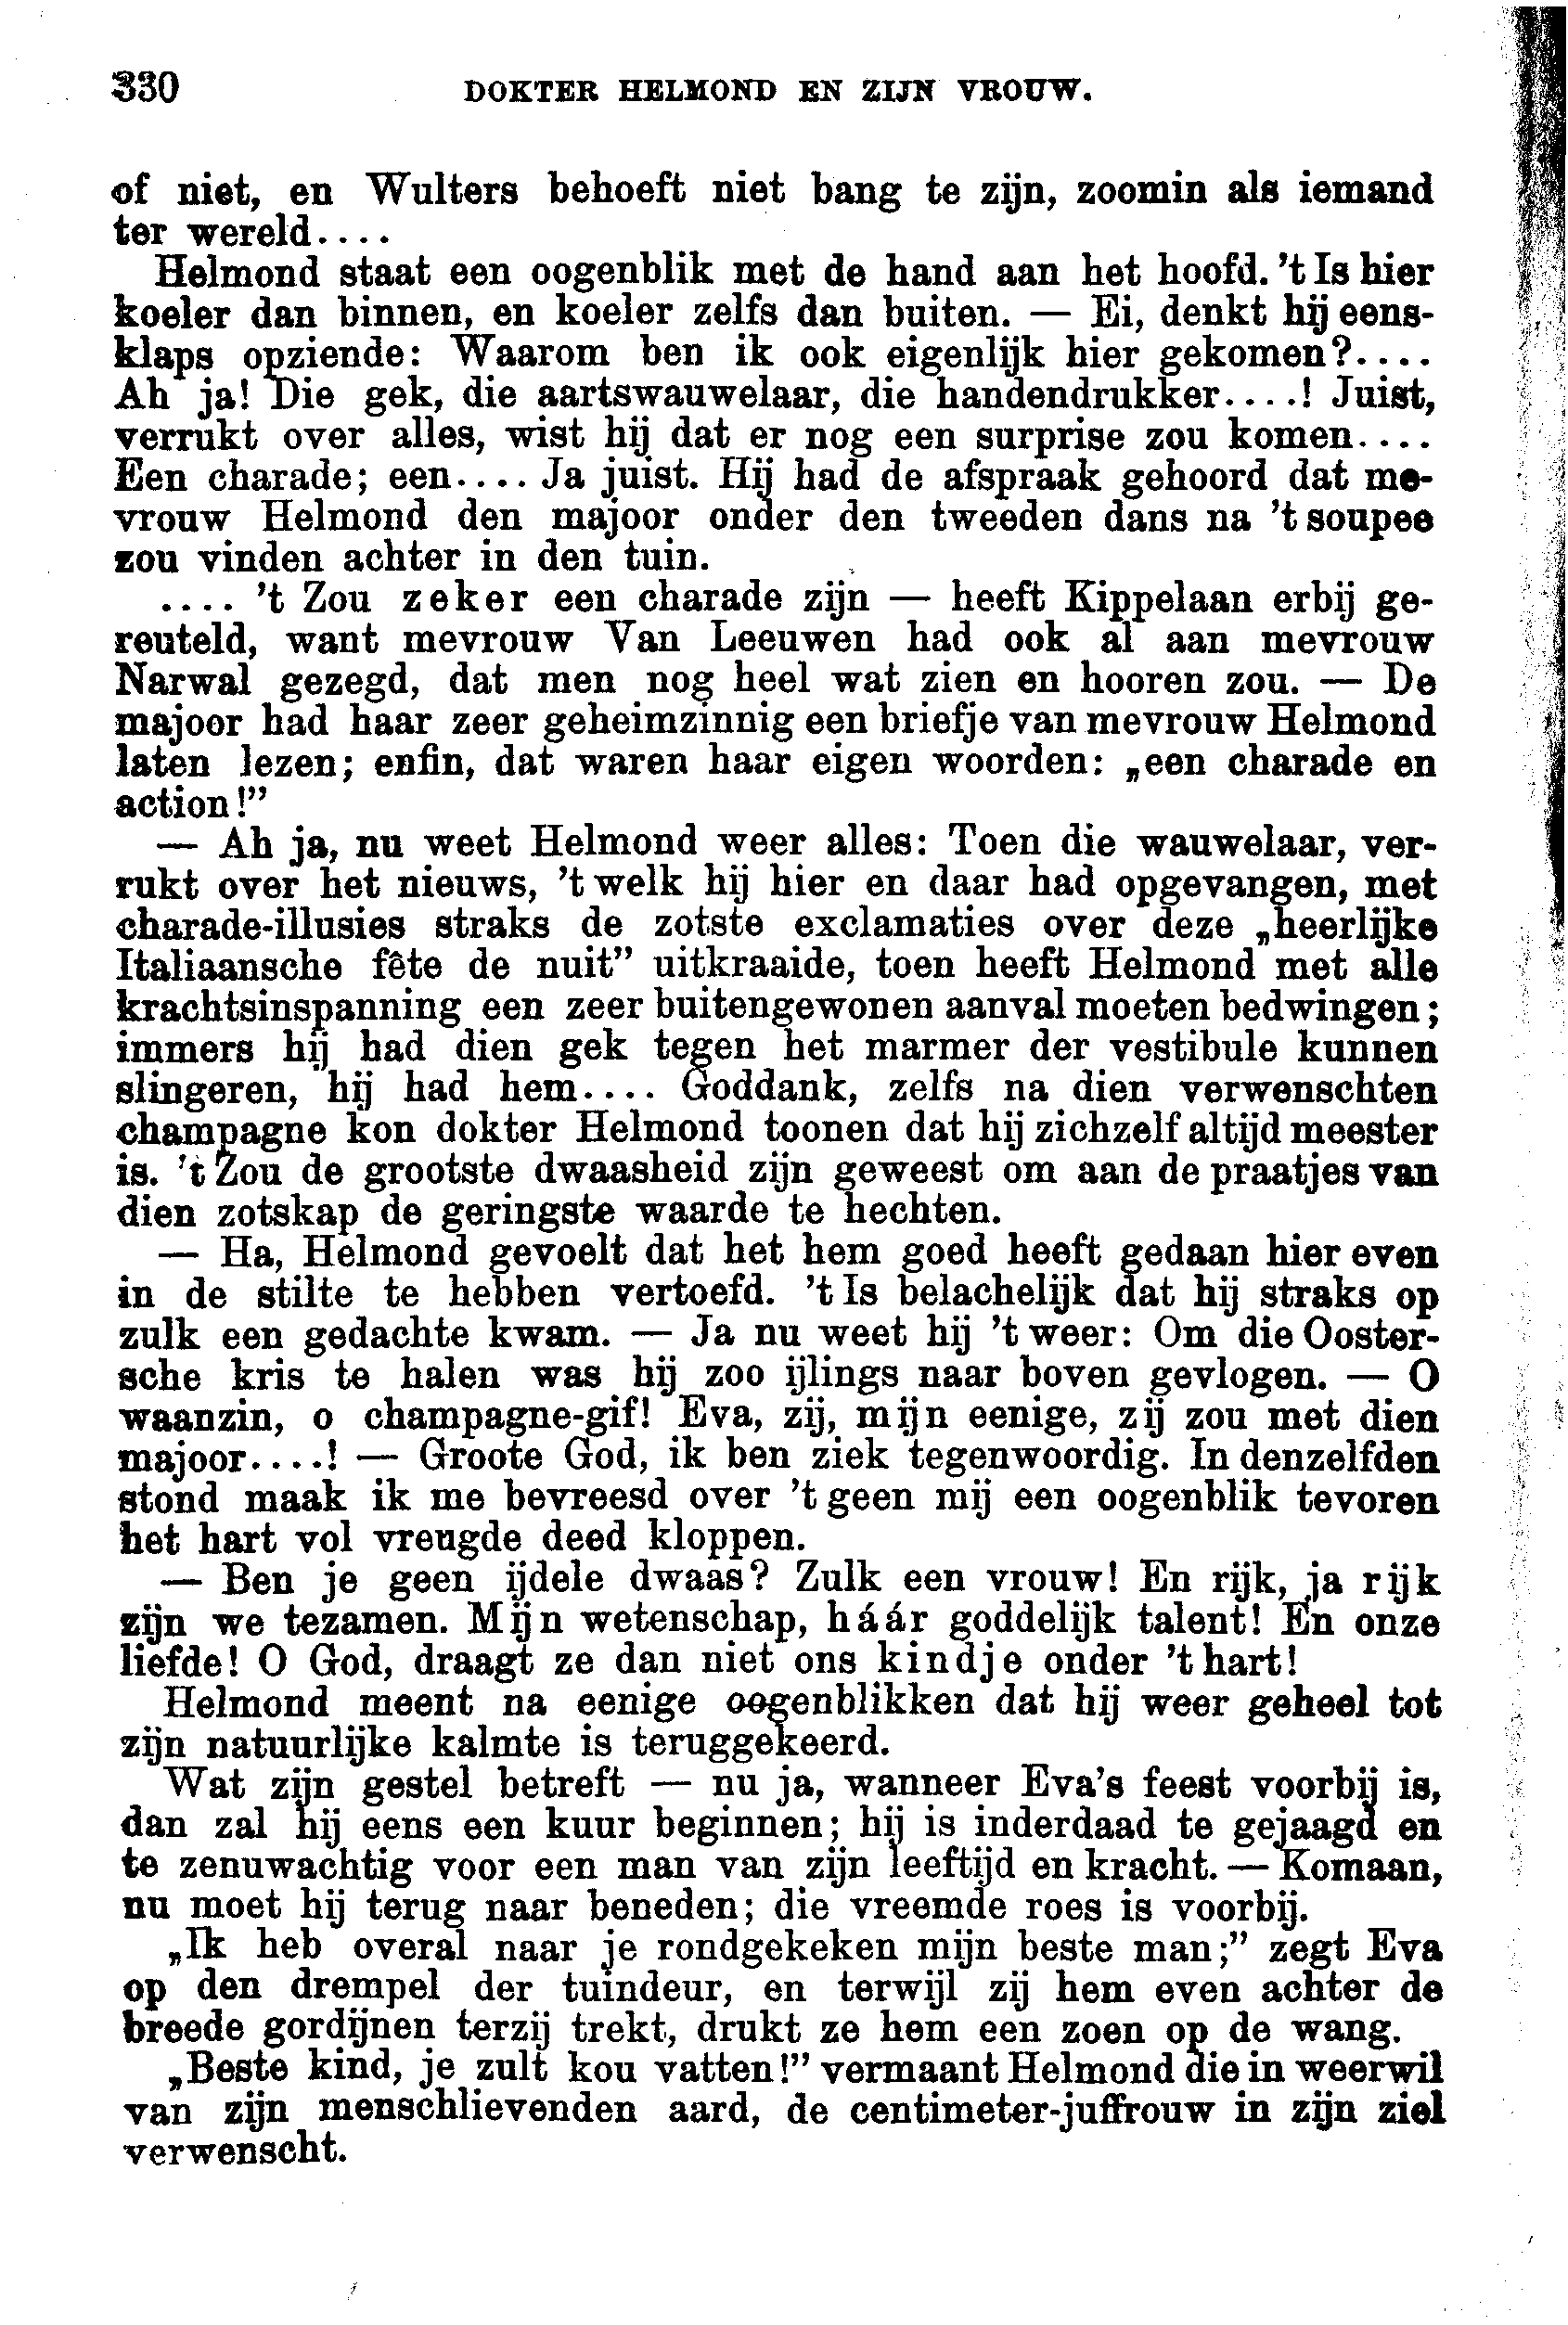 330 DOKTER HELMOND EN ZIJN VROUW.
of niet, en Wulters behoeft niet bang te zijn, zoomin als iemand
ter wereld....
Helmond staat een oogenblik met de hand aan het hoofd. 't Is hier
koeler dan binnen, en koeler zelfs dan buiten. — Ei, denkt hij eens-
klaps opziende: Waarom ben ik ook eigenlijk hier gekomen?....
Ah ja! Die gek, die aartswauwelaar, die handendrukker....! Juist,
verrukt over alles, wist hij dat er nog een surprise zou komen....
Een charade; een.... Ja juist. Hij had de afspraak gehoord dat me-
vrouw Helmond den majoor onder den tweeden dans na 't soupee
zou vinden achter in den tuin.
.... 't Zou zeker een charade zijn — heeft Kippelaan erbij ge-
reuteld, want mevrouw Van Leeuwen had ook al aan mevrouw
Narwal gezegd, dat men nog heel wat zien en hooren zou. — De
majoor had haar zeer geheimzinnig een briefje van mevrouw Helmond
laten lezen; enfin, dat waren haar eigen woorden: „een charade en
action!”
— Ah ja, nu weet Helmond weer alles: Toen die wauwelaar, ver-
rukt over het nieuws, 't welk hij hier en daar had opgevangen, met
charade-illusies straks de zotste exclamaties over deze „heerlijke
Italiaansche fête de nuit” uitkraaide, toen heeft Helmond met alle
krachtsinspanning een zeer buitengewonen aanval moeten bedwingen;
immers hij had dien gek tegen het marmer der vestibule kunnen
slingeren, hij had hem.... Goddank, zelfs na dien verwenschten
champagne kon dokter Helmond toonen dat hij zichzelf altijd meester
is. 't Zou de grootste dwaasheid zijn geweest om aan de praatjes van
dien zotskap de geringste waarde te hechten.
— Ha, Helmond gevoelt dat het hem goed heeft gedaan hier even
in de stilte te hebben vertoefd. 't Is belachelijk dat hij straks op
zulk een gedachte kwam. — Ja nu weet hij 't weer: Om die Ooster-
sche kris te halen was hij zoo ijlings naar boven gevlogen. — O
waanzin, o champagne-gif! Eva, zij, mijn eenige, zij zou met dien
majoor....! — Groote God, ik ben ziek tegenwoordig. In denzelfden
stond maak ik me bevreesd over 't geen mij een oogenblik tevoren
het hart vol vreugde deed kloppen.
— Ben je geen ijdele dwaas? Zulk een vrouw! En rijk, ja rijk
zijn we tezamen. Mijn wetenschap, háár goddelijk talent! En onze
liefde! O God, draagt ze dan niet ons kindje onder 't hart!
Helmond meent na eenige oogenblikken dat hij weer geheel tot
zijn natuurlijke kalmte is teruggekeerd.
Wat zijn gestel betreft — nu ja, wanneer Eva's feest voorbij is,
dan zal hij eens een kuur beginnen; hij is inderdaad te gejaagd en
te zenuwachtig voor een man van zijn leeftijd en kracht. — Komaan,
nu moet hij terug naar beneden; die vreemde roes is voorbij.
„Ik heb overal naar je rondgekeken mijn beste man;” zegt Eva
op den drempel der tuindeur, en terwijl zij hem even achter de
breede gordijnen terzij trekt, drukt ze hem een zoen op de wang.
„Beste kind, je zult kou vatten!” vermaant Helmond die in weerwil
van zijn menschlievenden aard, de centimeter-juffrouw in zijn ziel
verwenscht.